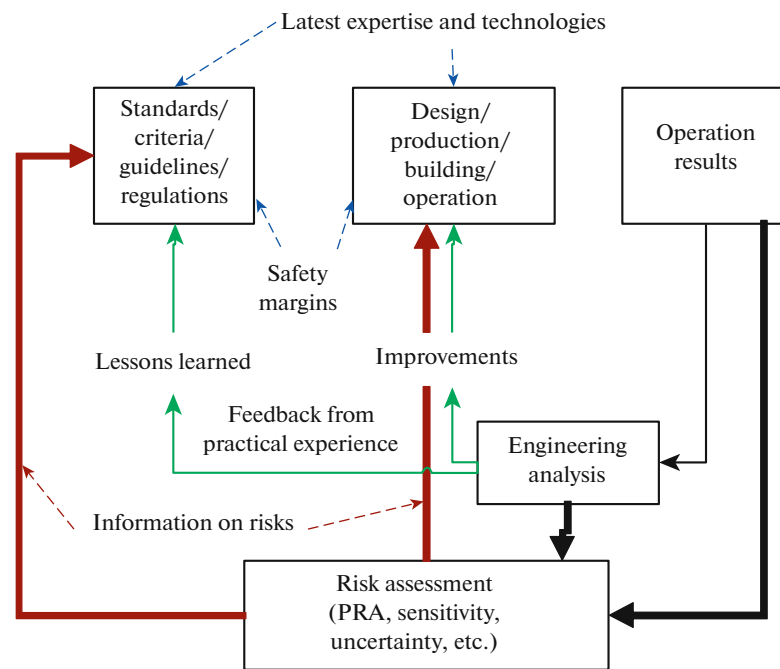 Latest expertise and technologies
Standards/
criteria/
guidelines/
regulations
Design/
production/
building/
operation
Operation
results
Safety
margins
Lessons learned
Improvements
Feedback from
practical experience
Engineering
analysis
Information on risks
Risk assessment
(PRA, sensitivity,
uncertainty, etc.)